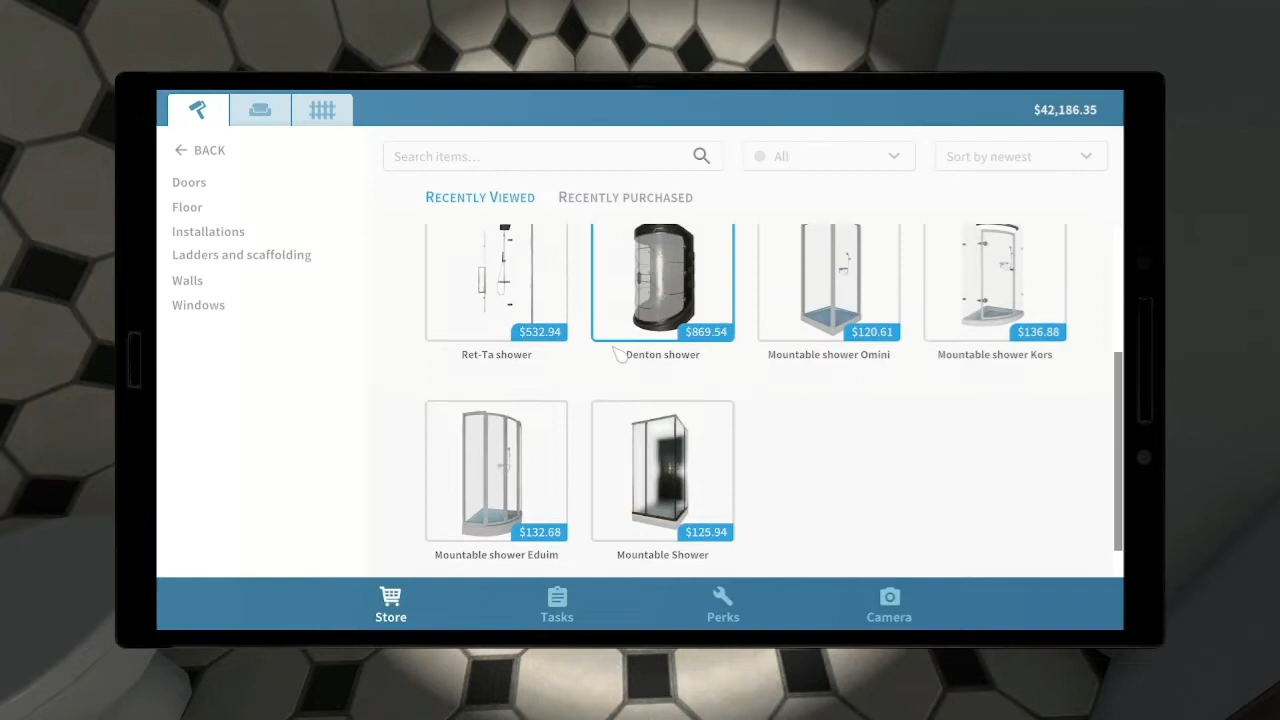 $42,186.35
BACK
Search items...
All
Sort by newest
Doors
Floor
Installations
Ladders and scaffolding
Walls
Windows
RECENTLY VIEWED
RECENTLY PURCHASED
$532.94
$869.54
$120.61
$136.88
Ret-Ta shower
Denton shower
Mountable shower Omini
Mountable shower Kors
$132.68
$125.94
Mountable shower Eduim
Mountable Shower
Store
Tasks
Perks
Camera